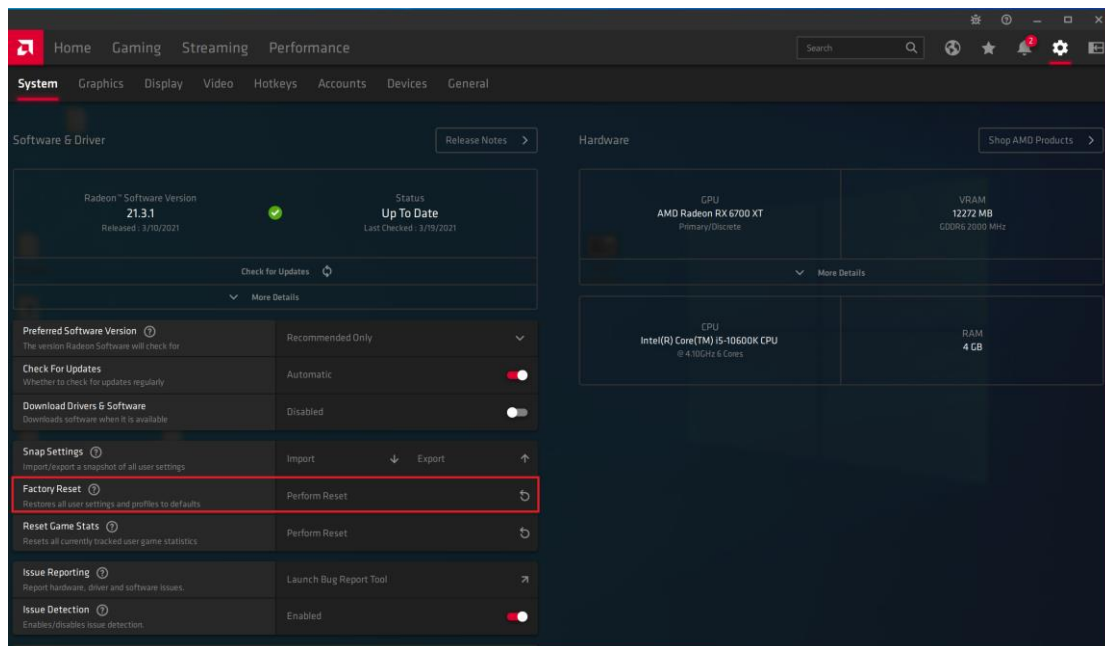 Home Gaming Streaming Performance
Search
2
System Graphics Display Video Hotkeys Accounts Devices General
Software & Driver
Release Notes
Radeon™ Software Version
21.3.1
Released : 3/10/2021
Status
Up To Date
Last Checked : 3/19/2021
Check for Updates
More Details
Preferred Software Version
The version Radeon Software will check for
Recommended Only
Check For Updates
Whether to check for updates regularly
Automatic
Download Drivers & Software
Downloads software when it is available
Disabled
Snap Settings
Import/export a snapshot of all user settings
Import
Export
Factory Reset
Restores all user settings and profiles to defaults
Perform Reset
Reset Game Stats
Resets all currently tracked user game statistics
Perform Reset
Issue Reporting
Report hardware, driver and software issues.
Launch Bug Report Tool
Issue Detection
Enables/disables issue detection.
Enabled
Hardware
Shop AMD Products
GPU
AMD Radeon RX 6700 XT
Primary/Discrete
VRAM
12272 MB
GDDR6 2000 MHz
More Details
CPU
Intel(R) Core(TM) i5-10600K CPU
@ 4.10GHz 6 Cores
RAM
4 GB